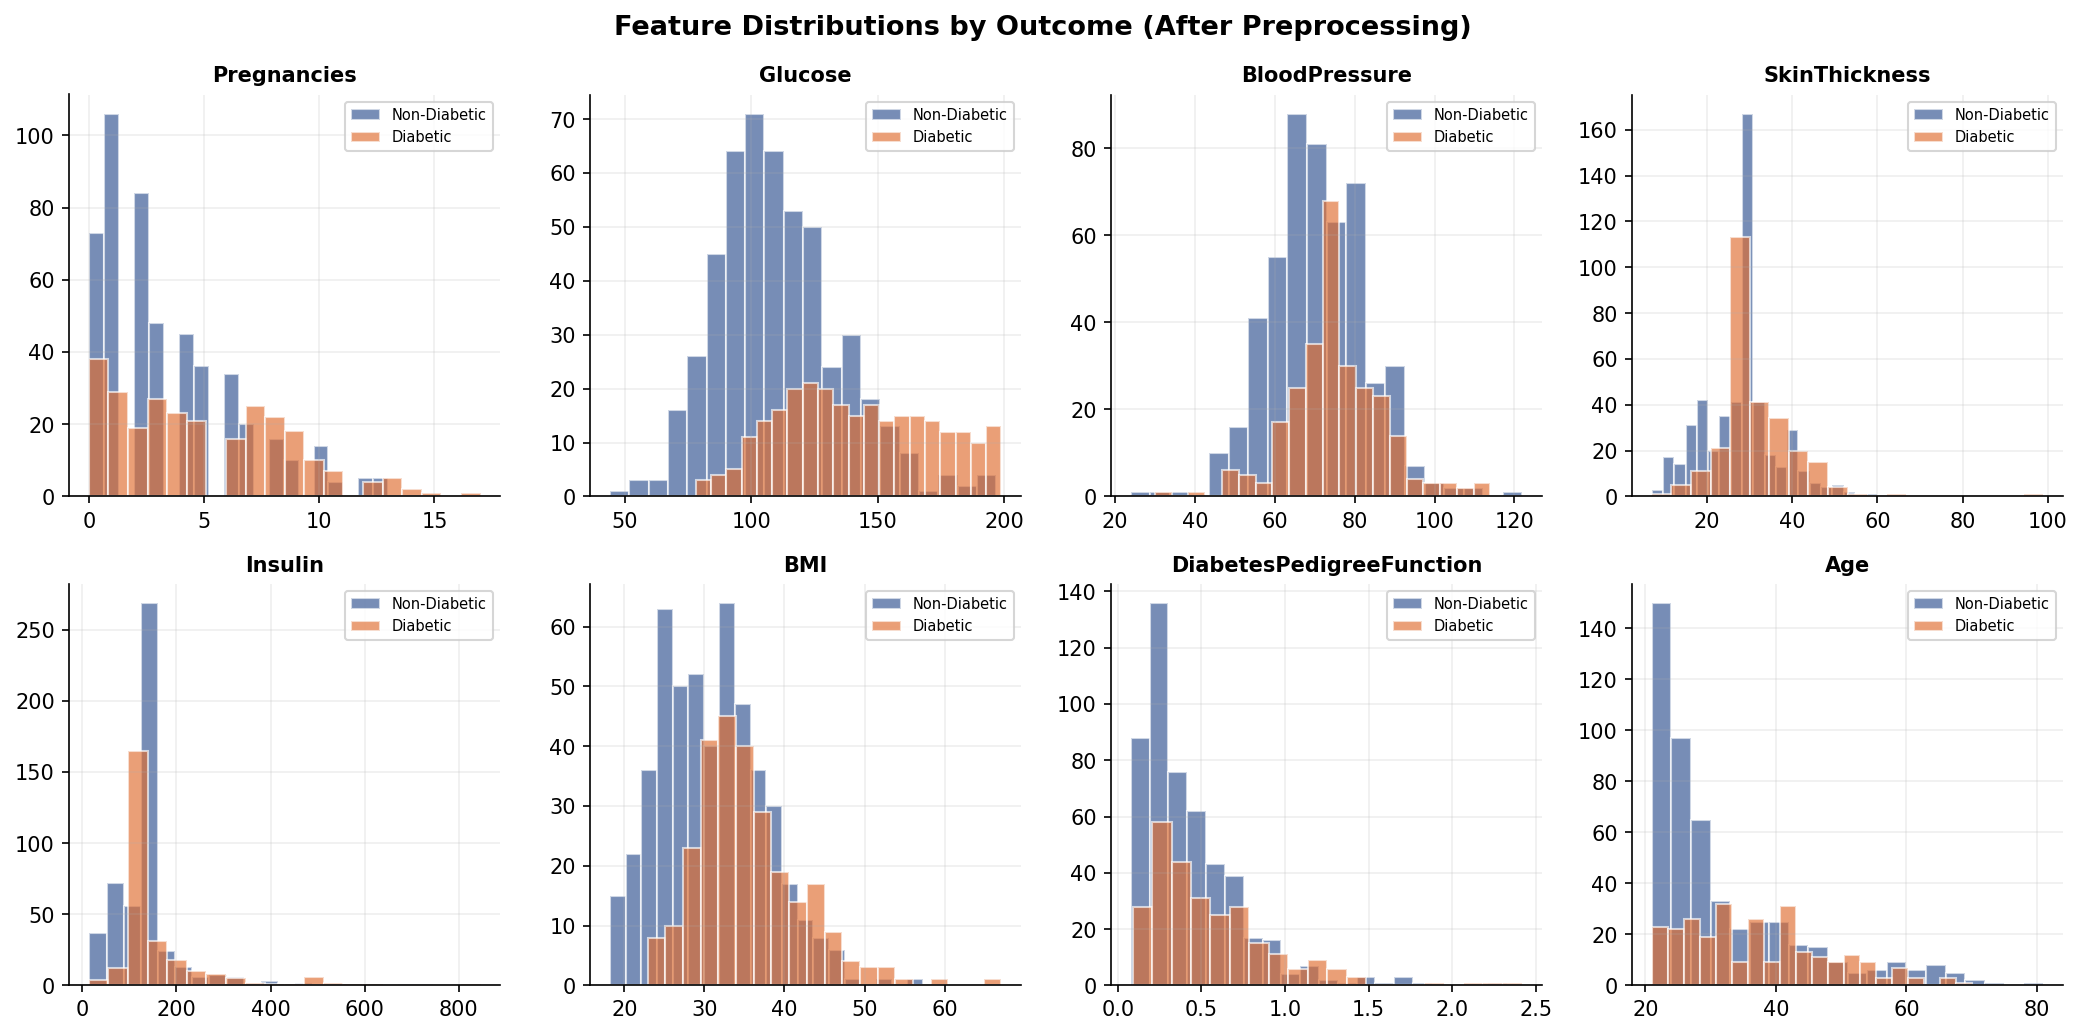 Feature Distributions by Outcome (After Preprocessing)
Pregnancies
Non-Diabetic
Diabetic
100
80
60
40
20
0
0 5 10 15
Glucose
Non-Diabetic
Diabetic
70
60
50
40
30
20
10
0
50 100 150 200
BloodPressure
Non-Diabetic
Diabetic
80
60
40
20
0
20 40 60 80 100 120
SkinThickness
Non-Diabetic
Diabetic
160
140
120
100
80
60
40
20
0
20 40 60 80 100
Insulin
Non-Diabetic
Diabetic
250
200
150
100
50
0
0 200 400 600 800
BMI
Non-Diabetic
Diabetic
60
50
40
30
20
10
0
20 30 40 50 60
DiabetesPedigreeFunction
Non-Diabetic
Diabetic
140
120
100
80
60
40
20
0
0.0 0.5 1.0 1.5 2.0 2.5
Age
Non-Diabetic
Diabetic
140
120
100
80
60
40
20
0
20 40 60 80